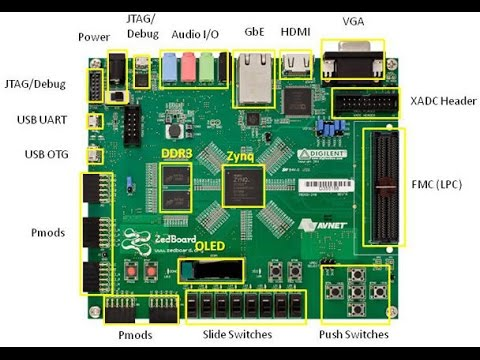 VGA
JTAG/
Debug
GbE
HDMI
Power
Audio I/O
JTAG/Debug
XADC Header
USB UART
DIGILENT
DDR3
Zynq
USB OTG
ZYNQ
FMC (LPC)
AVNET
Pmods
ZedBoard
OLED
Pmods
Slide Switches
Push Switches